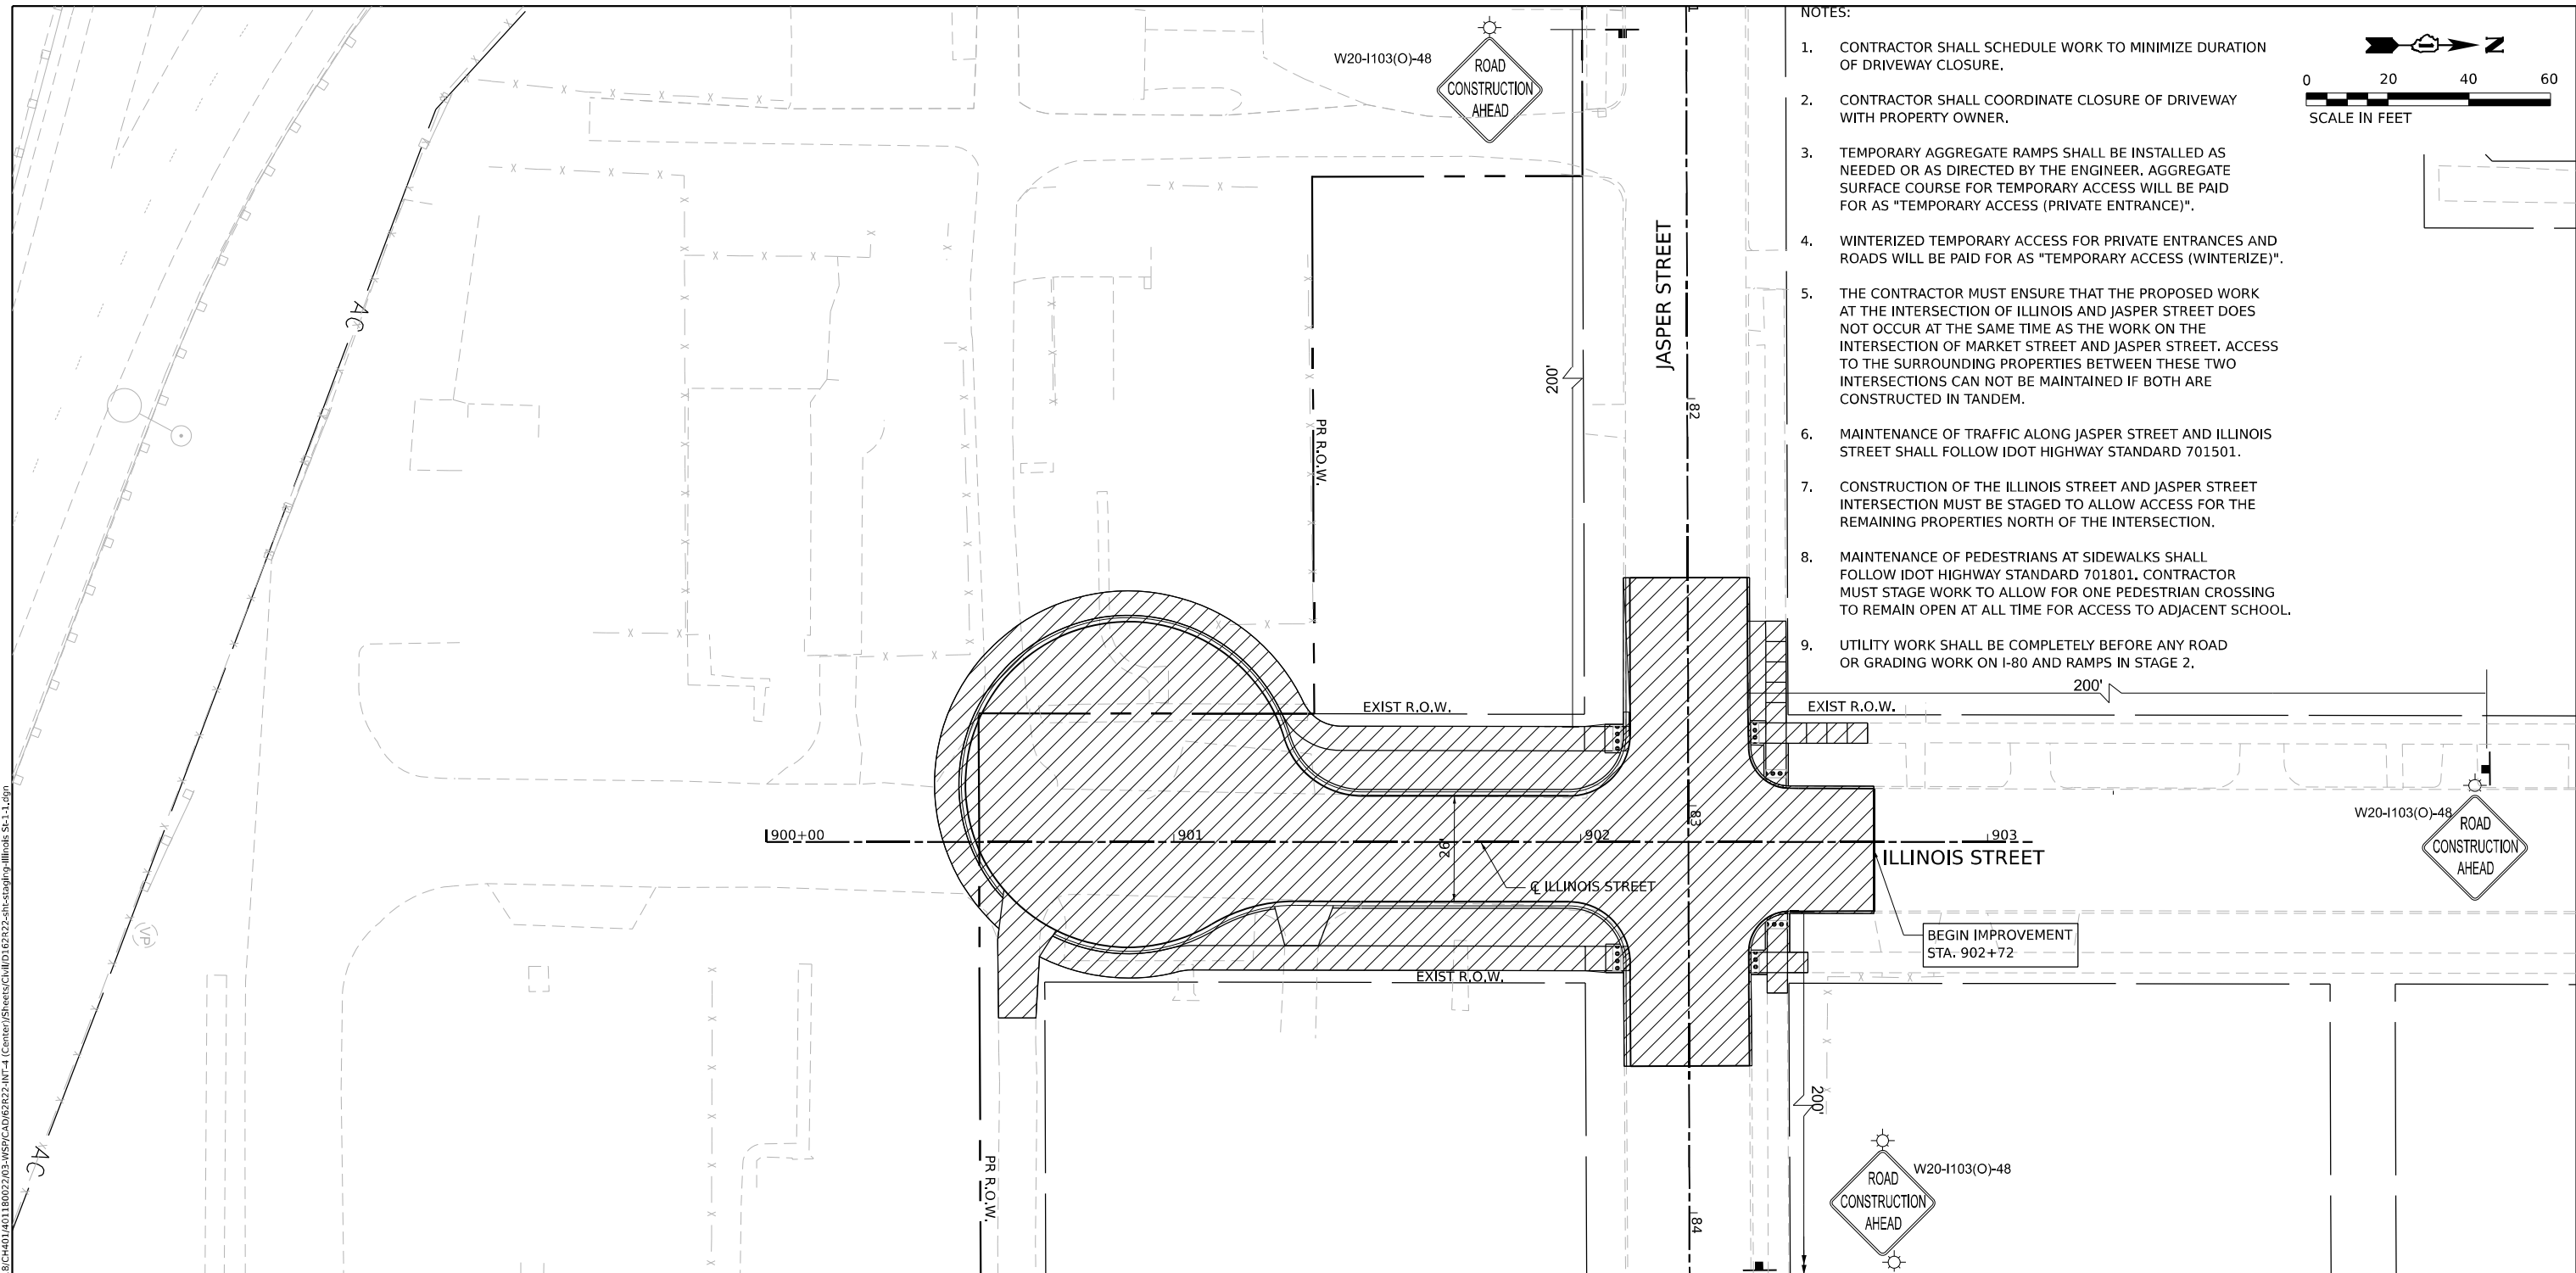 NOTES:
1. CONTRACTOR SHALL SCHEDULE WORK TO MINIMIZE DURATION
OF DRIVEWAY CLOSURE.
2. CONTRACTOR SHALL COORDINATE CLOSURE OF DRIVEWAY
WITH PROPERTY OWNER.
3. TEMPORARY AGGREGATE RAMPS SHALL BE INSTALLED AS
NEEDED OR AS DIRECTED BY THE ENGINEER. AGGREGATE
SURFACE COURSE FOR TEMPORARY ACCESS WILL BE PAID
FOR AS "TEMPORARY ACCESS (PRIVATE ENTRANCE)".
4. WINTERIZED TEMPORARY ACCESS FOR PRIVATE ENTRANCES AND
ROADS WILL BE PAID FOR AS "TEMPORARY ACCESS (WINTERIZE)".
5. THE CONTRACTOR MUST ENSURE THAT THE PROPOSED WORK
AT THE INTERSECTION OF ILLINOIS AND JASPER STREET DOES
NOT OCCUR AT THE SAME TIME AS THE WORK ON THE
INTERSECTION OF MARKET STREET AND JASPER STREET. ACCESS
TO THE SURROUNDING PROPERTIES BETWEEN THESE TWO
INTERSECTIONS CAN NOT BE MAINTAINED IF BOTH ARE
CONSTRUCTED IN TANDEM.
6. MAINTENANCE OF TRAFFIC ALONG JASPER STREET AND ILLINOIS
STREET SHALL FOLLOW IDOT HIGHWAY STANDARD 701501.
7. CONSTRUCTION OF THE ILLINOIS STREET AND JASPER STREET
INTERSECTION MUST BE STAGED TO ALLOW ACCESS FOR THE
REMAINING PROPERTIES NORTH OF THE INTERSECTION.
8. MAINTENANCE OF PEDESTRIANS AT SIDEWALKS SHALL
FOLLOW IDOT HIGHWAY STANDARD 701801. CONTRACTOR
MUST STAGE WORK TO ALLOW FOR ONE PEDESTRIAN CROSSING
TO REMAIN OPEN AT ALL TIME FOR ACCESS TO ADJACENT SCHOOL.
9. UTILITY WORK SHALL BE COMPLETELY BEFORE ANY ROAD
OR GRADING WORK ON I-80 AND RAMPS IN STAGE 2.
N
0 20 40 60
SCALE IN FEET
W20-I103(O)-48
ROAD
CONSTRUCTION
AHEAD
JASPER STREET
200'
82
AC
PR R.O.W.
200'
EXIST R.O.W.
EXIST R.O.W.
83
900+00
901
902
903
ILLINOIS STREET
26'
℄ ILLINOIS STREET
W20-I103(O)-48
ROAD
CONSTRUCTION
AHEAD
BEGIN IMPROVEMENT
STA. 902+72
EXIST R.O.W.
(VP)
200'
AC
PR R.O.W.
W20-I103(O)-48
ROAD
CONSTRUCTION
AHEAD
84